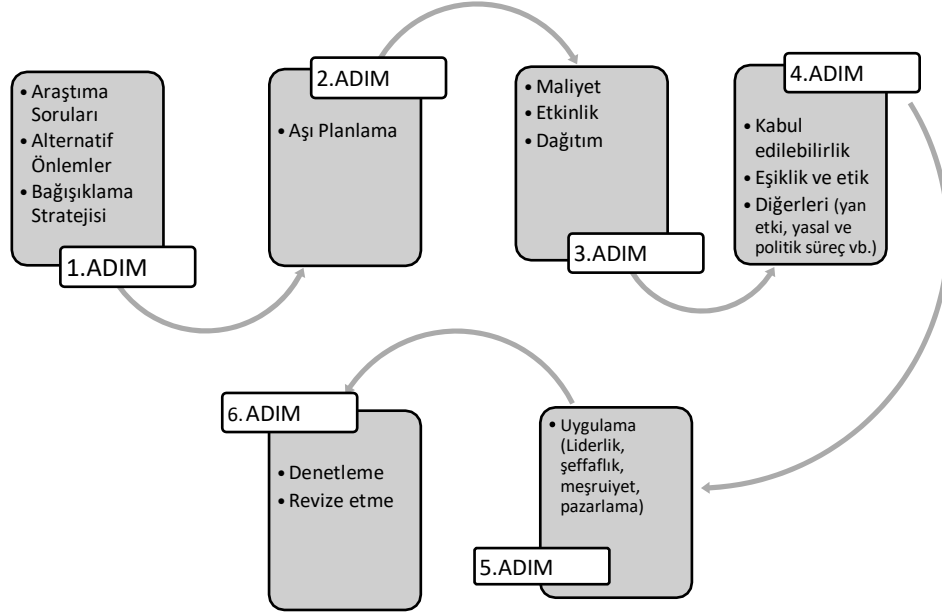 • Araştıma
Soruları
• Alternatif
Önlemler
• Bağışıklama
Stratejisi
1.ADIM
2.ADIM
• Aşı Planlama
• Maliyet
• Etkinlik
• Dağıtım
3.ADIM
4.ADIM
• Kabul
edilebilirlik
• Eşiklik ve etik
• Diğerleri (yan
etki, yasal ve
politik süreç vb.)
• Uygulama
(Liderlik,
şeffaflık,
meşruiyet,
pazarlama)
5.ADIM
6.ADIM
• Denetleme
• Revize etme